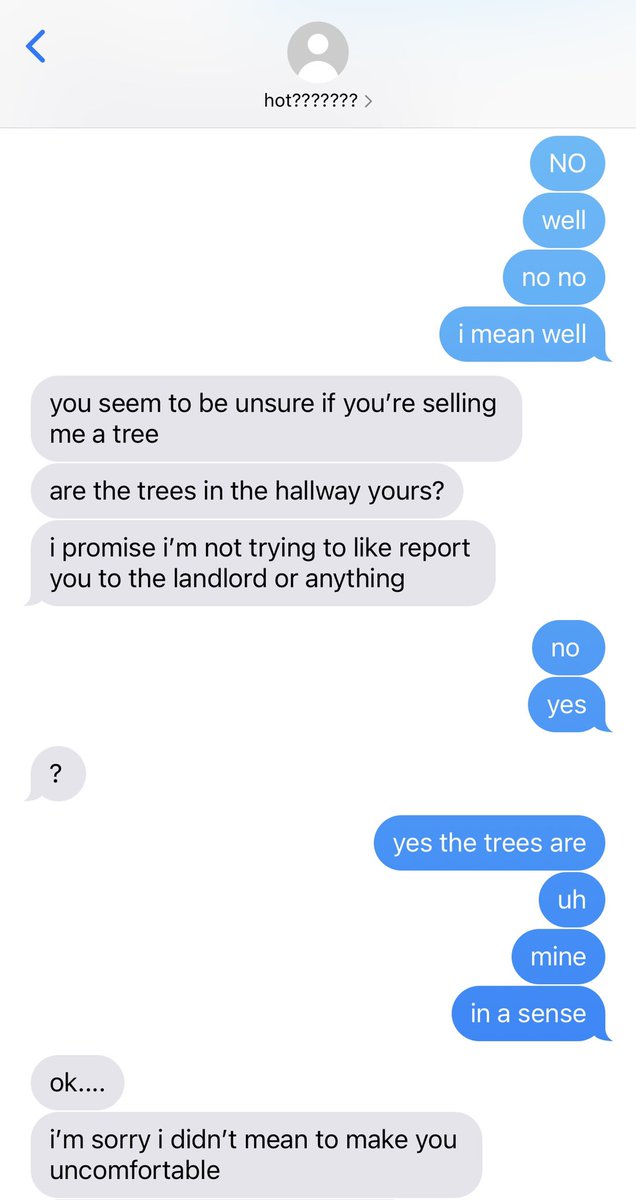 hot???????
NO
well
no no
i mean well
you seem to be unsure if you’re selling
me a tree
are the trees in the hallway yours?
i promise i’m not trying to like report
you to the landlord or anything
no
yes
?
yes the trees are
uh
mine
in a sense
ok....
i’m sorry i didn’t mean to make you
uncomfortable